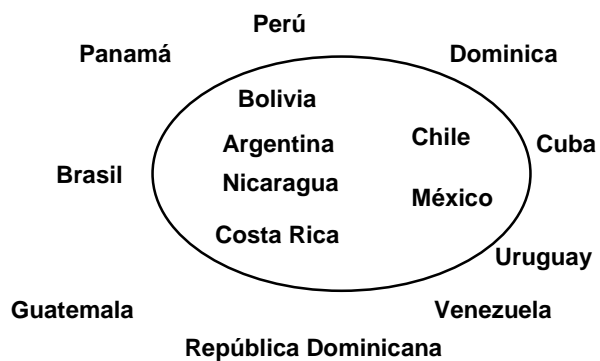 Perú
Panamá
Dominica
Bolivia
Argentina
Chile
Cuba
Brasil
Nicaragua
México
Costa Rica
Uruguay
Guatemala
Venezuela
República Dominicana